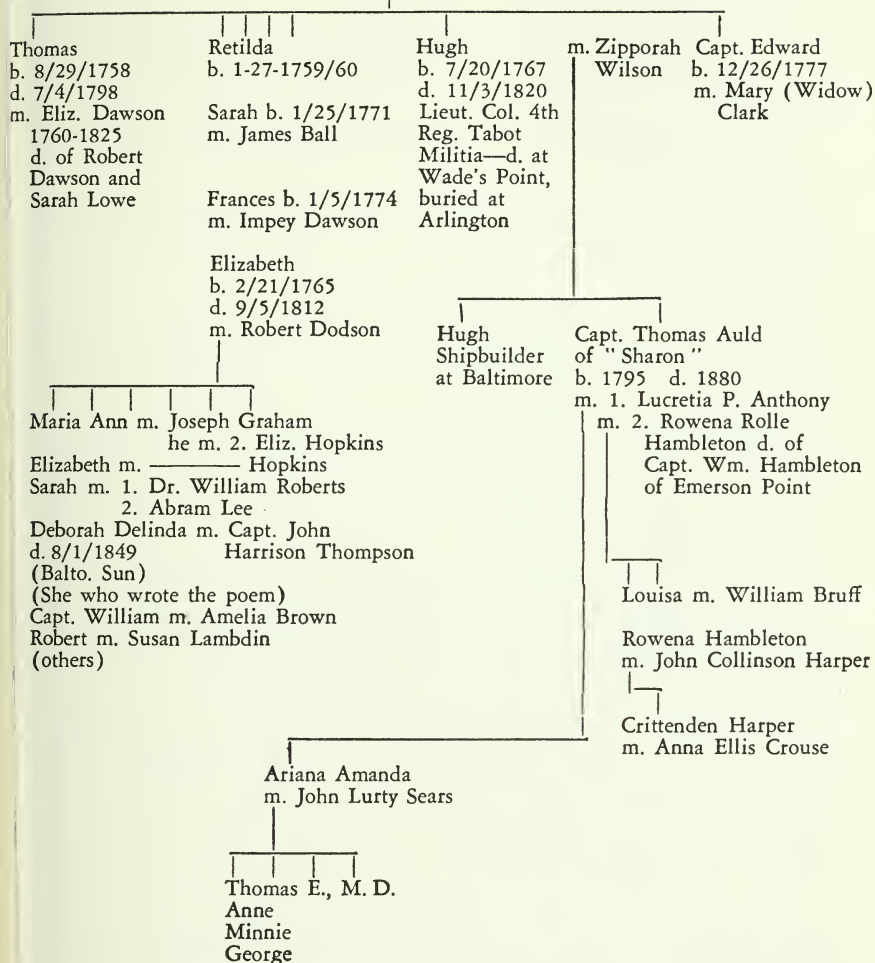 Thomas
b. 8/29/1758
d. 7/4/1798
m. Eliz. Dawson
1760-1825
d. of Robert
Dawson and
Sarah Lowe
Retilda
b. 1-27-1759/60
Sarah b. 1/25/1771
m. James Ball
Frances b. 1/5/1774
m. Impey Dawson
Elizabeth
b. 2/21/1765
d. 9/5/1812
m. Robert Dodson
Hugh
b. 7/20/1767
d. 11/3/1820
Lieut. Col. 4th
Reg. Tabot
Militia—d. at
Wade's Point,
buried at
Arlington
m. Zipporah
Wilson
Capt. Edward
b. 12/26/1777
m. Mary (Widow)
Clark
Maria Ann m. Joseph Graham
he m. 2. Eliz. Hopkins
Elizabeth m. ——— Hopkins
Sarah m. 1. Dr. William Roberts
2. Abram Lee
Deborah Delinda m. Capt. John
d. 8/1/1849 Harrison Thompson
(Balto. Sun)
(She who wrote the poem)
Capt. William m. Amelia Brown
Robert m. Susan Lambdin
(others)
Hugh
Shipbuilder
at Baltimore
Capt. Thomas Auld
of "Sharon"
b. 1795 d. 1880
m. 1. Lucretia P. Anthony
m. 2. Rowena Rolle
Hambleton d. of
Capt. Wm. Hambleton
of Emerson Point
Louisa m. William Bruff
Rowena Hambleton
m. John Collinson Harper
Crittenden Harper
m. Anna Ellis Crouse
Ariana Amanda
m. John Lurty Sears
Thomas E., M. D.
Anne
Minnie
George